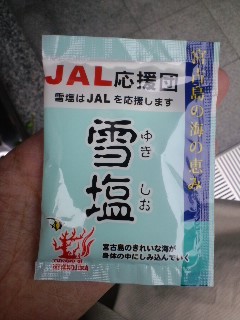 JAL応援団
雪塩はJALを応援します
宮古島の海の恵み
雪塩
ゆき
しお
宮古島のきれいな海が
身体の中にしみ込んでいく